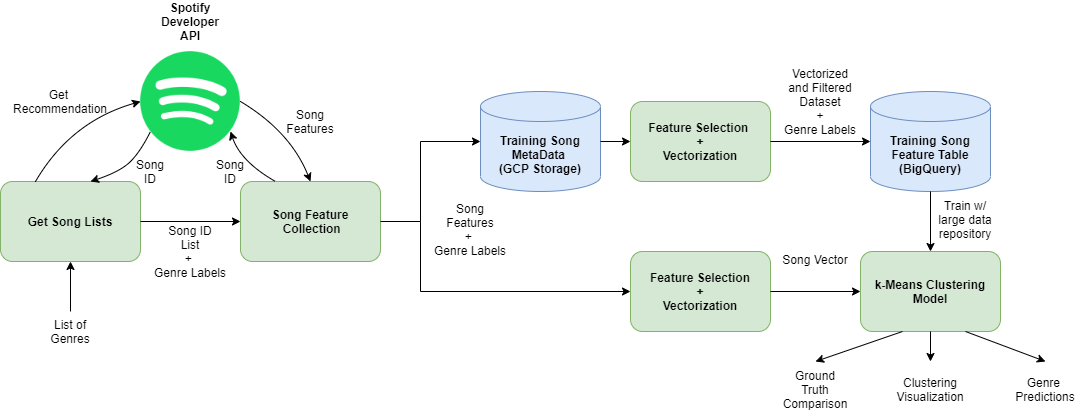 Spotify
Developer
API
Get
Recommendation
Song
Features
Song
ID
Song
ID
Get Song Lists
Song ID
List
+
Genre Labels
Song Feature
Collection
List of
Genres
Song
Features
+
Genre Labels
Training Song
MetaData
(GCP Storage)
Feature Selection
+
Vectorization
Vectorized
and Filtered
Dataset
+
Genre Labels
Training Song
Feature Table
(BigQuery)
Train w/
large data
repository
Feature Selection
+
Vectorization
Song Vector
k-Means Clustering
Model
Ground
Truth
Comparison
Clustering
Visualization
Genre
Predictions